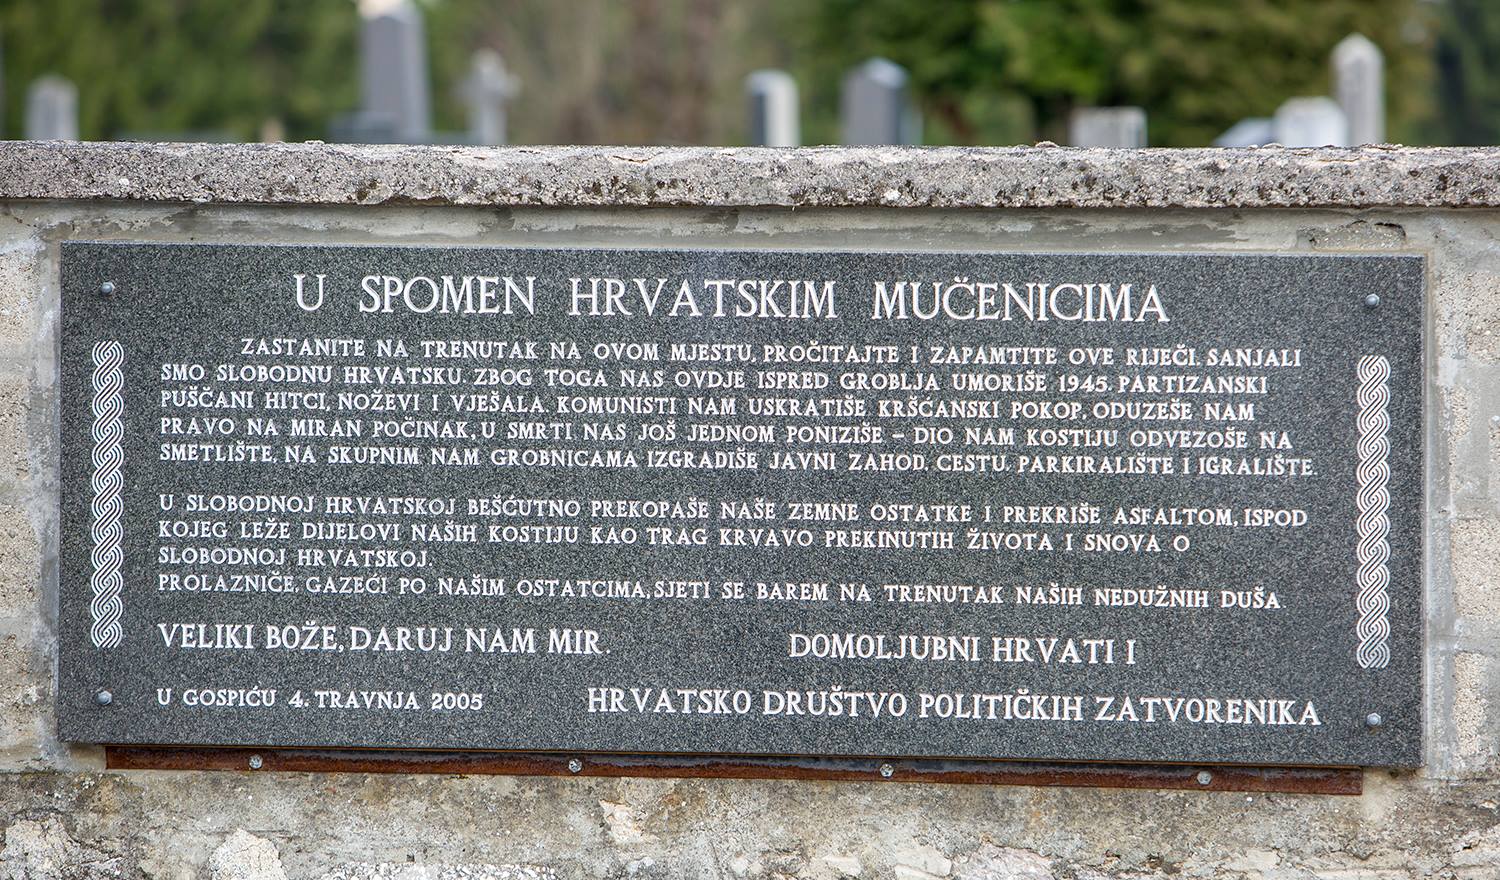 U SPOMEN HRVATSKIM MUČENICIMA
ZASTANITE NA TRENUTAK NA OVOM MJESTU, PROČITAJTE I ZAPAMTITE OVE RIJEČI. SANJALI
SMO SLOBODNU HRVATSKU. ZBOG TOGA NAS OVDJE ISPRED GROBLJA UMORIŠE 1945. PARTIZANSKI
PUŠČANI HITCI, NOŽEVI I VJEŠALA. KOMUNISTI NAM USKRATIŠE KRŠĆANSKI POKOP, ODUZEŠE NAM
PRAVO NA MIRAN POČINAK, U SMRTI NAS JOŠ JEDNOM PONIZIŠE – DIO NAM KOSTIJU ODVEZOŠE NA
SMETLIŠTE, NA SKUPNIM NAM GROBNICAMA IZGRADIŠE JAVNI ZAHOD, CESTU, PARKIRALIŠTE I IGRALIŠTE.
U SLOBODNOJ HRVATSKOJ BEŠĆUTNO PREKOPAŠE NAŠE ZEMNE OSTATKE I PREKRIŠE ASFALTOM, ISPOD
KOJEG LEŽE DIJELOVI NAŠIH KOSTIJU KAO TRAG KRVAVO PREKINUTIH ŽIVOTA I SNOVA O
SLOBODNOJ HRVATSKOJ.
PROLAZNIČE, GAZEĆI PO NAŠIM OSTATCIMA, SJETI SE BAREM NA TRENUTAK NAŠIH NEDUŽNIH DUŠA.
VELIKI BOŽE, DARUJ NAM MIR.
DOMOLJUBNI HRVATI I
U GOSPIĆU 4. TRAVNJA 2005
HRVATSKO DRUŠTVO POLITIČKIH ZATVORENIKA